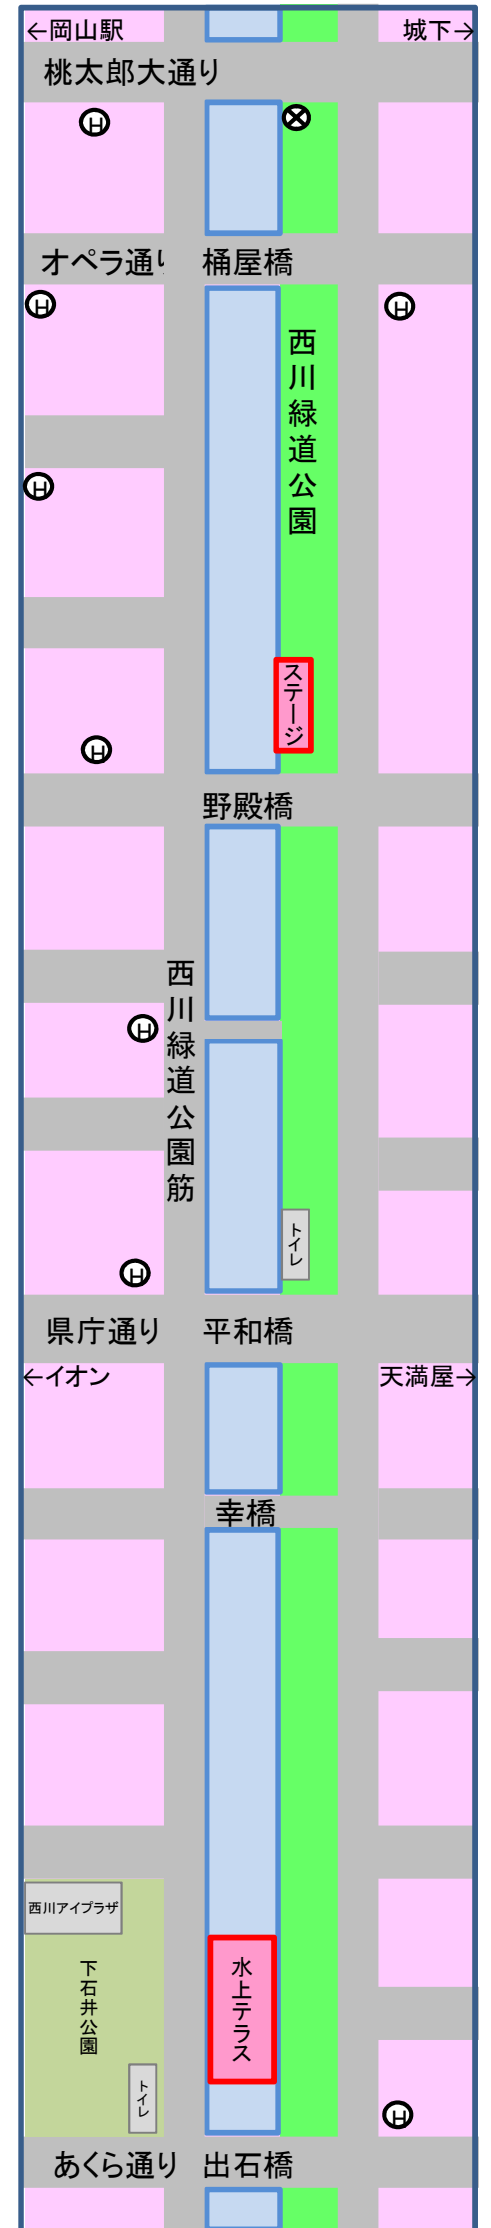 ←岡山駅
城下→
桃太郎大通り
H
オペラ通り
桶屋橋
H
H
西川緑道公園
H
ステージ
H
野殿橋
西川緑道公園筋
H
トイレ
H
県庁通り
平和橋
←イオン
天満屋→
幸橋
西川アイプラザ
下石井公園
水上テラス
トイレ
H
あくら通り
出石橋